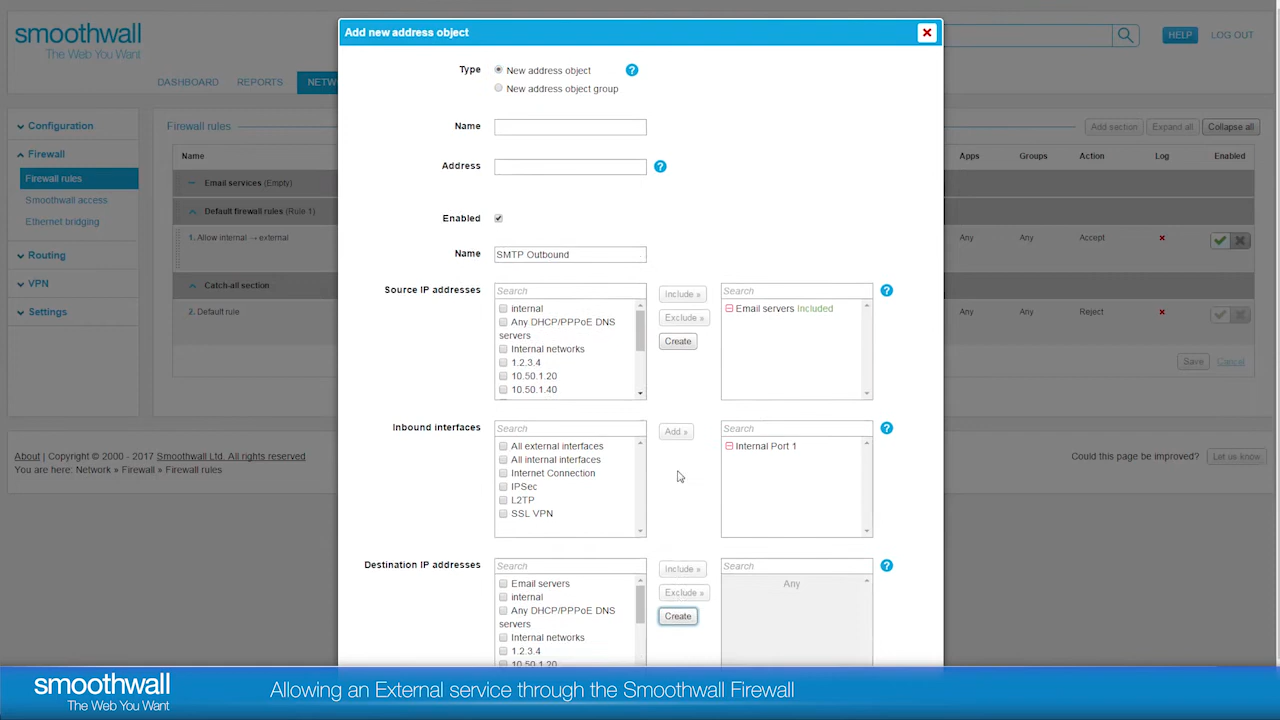 smoothwall
The Web You Want
HELP
LOG OUT
DASHBOARD
REPORTS
NETW
Configuration
Firewall
Firewall rules
Smoothwall access
Ethernet bridging
Routing
VPN
Settings
Firewall rules
Add section
Expand all
Collapse all
Name
Apps
Groups
Action
Log
Enabled
Email services (Empty)
Default firewall rules (Rule 1)
1. Allow internal → external
Any
Any
Accept
Catch-all section
2. Default rule
Any
Any
Reject
Save
Cancel
About | Copyright © 2000 - 2017 Smoothwall Ltd. All rights reserved
You are here: Network » Firewall » Firewall rules
Could this page be improved?
Let us know
Add new address object
Type
New address object
?
New address object group
Name
Address
?
Enabled
Name
SMTP Outbound
Source IP addresses
Search
internal
Any DHCP/PPPoE DNS
servers
Internal networks
1.2.3.4
10.50.1.20
10.50.1.40
Include »
Exclude »
Create
Search
Email servers Included
?
Inbound interfaces
Search
All external interfaces
All internal interfaces
Internet Connection
IPSec
L2TP
SSL VPN
Add »
Search
Internal Port 1
?
Destination IP addresses
Search
Email servers
internal
Any DHCP/PPPoE DNS
servers
Internal networks
1.2.3.4
10.50.1.20
Include »
Exclude »
Create
Search
Any
?
smoothwall
The Web You Want
Allowing an External service through the Smoothwall Firewall